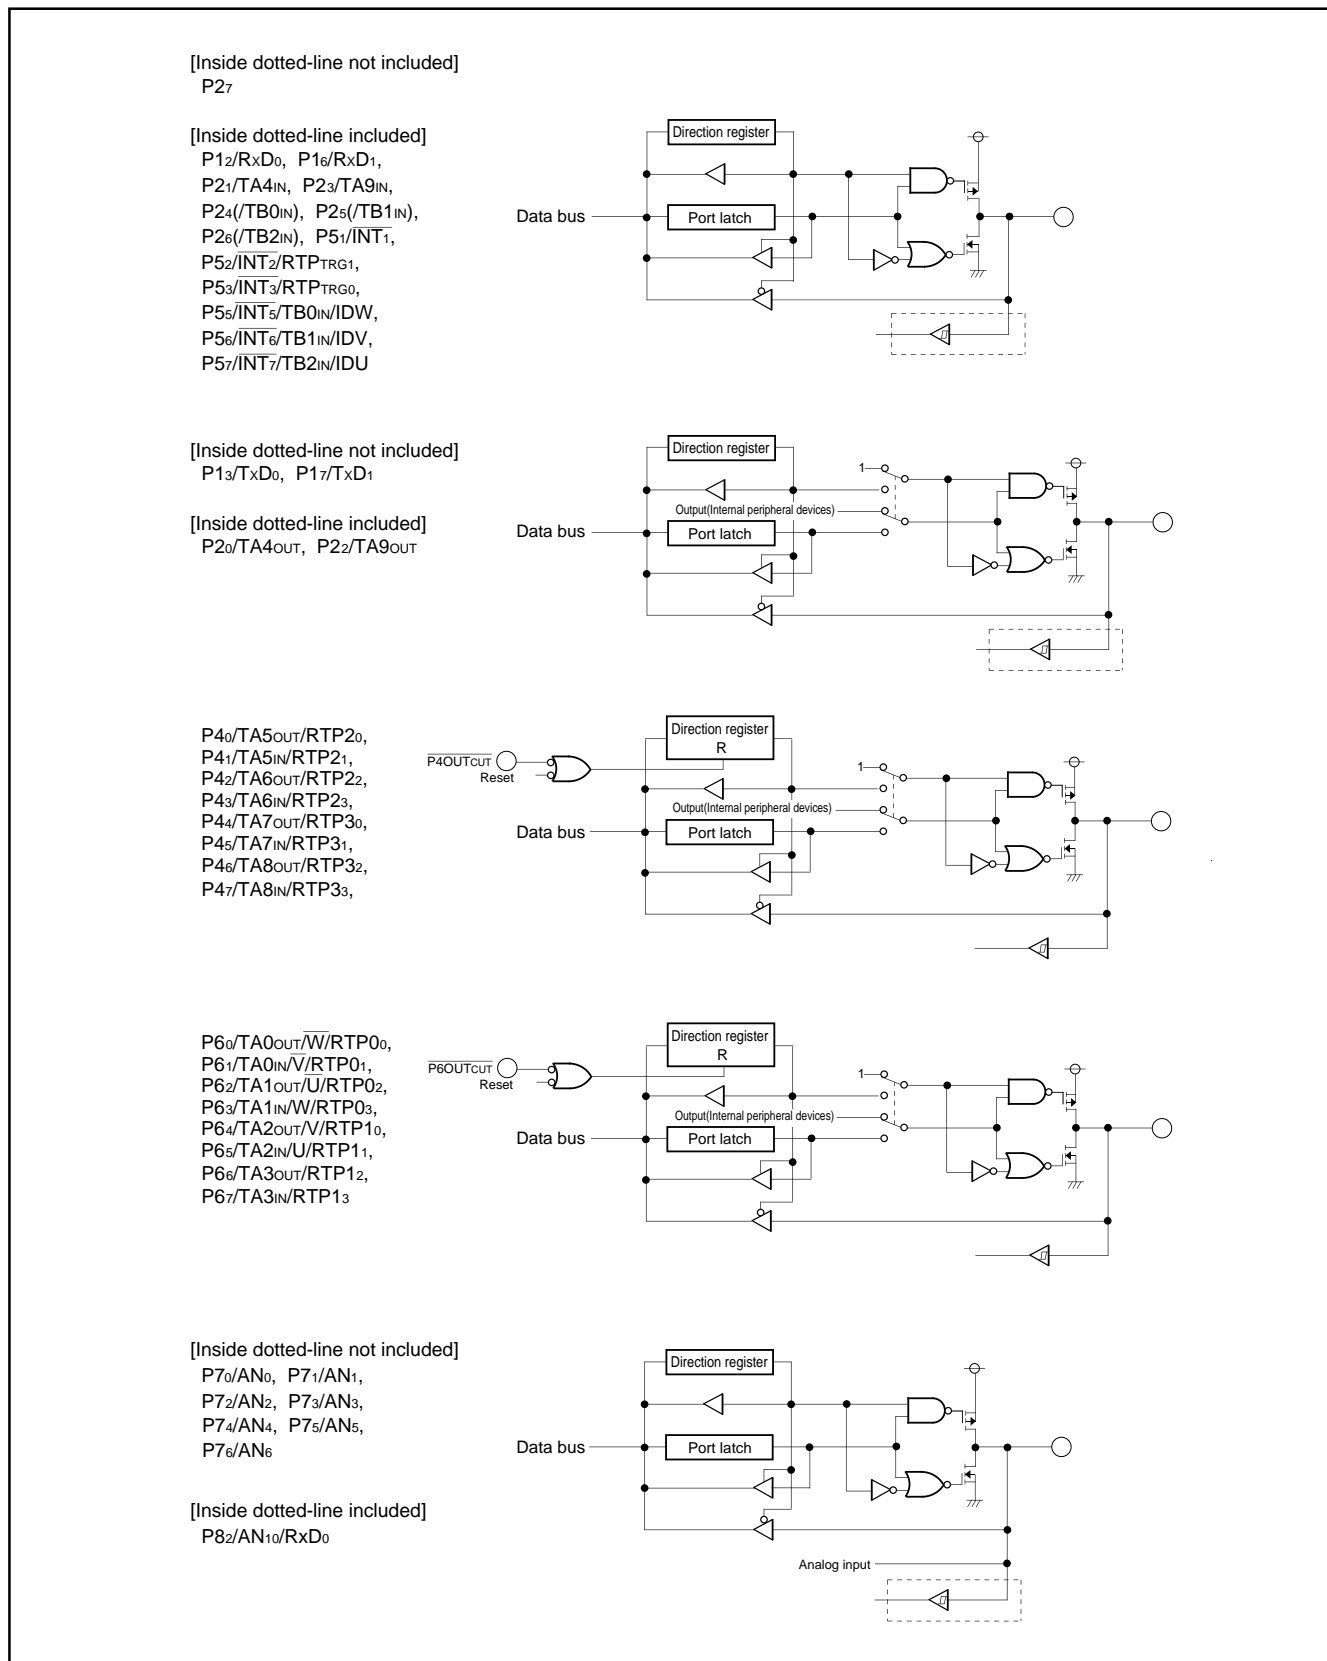 [Inside dotted-line not included]
P27
[Inside dotted-line included]
P12/RxD0, P16/RxD1,
P21/TA4IN, P23/TA9IN,
P24(/TB0IN), P25(/TB1IN),
P26(/TB2IN), P51/INT1,
P52/INT2/RTPTRG1,
P53/INT3/RTPTRG0,
P55/INT5/TB0IN/IDW,
P56/INT6/TB1IN/IDV,
P57/INT7/TB2IN/IDU
Direction register
Data bus
Port latch
[Inside dotted-line not included]
P13/TxD0, P17/TxD1
[Inside dotted-line included]
P20/TA4OUT, P22/TA9OUT
Direction register
1
Output(Internal peripheral devices)
Data bus
Port latch
P40/TA5OUT/RTP20,
P41/TA5IN/RTP21,
P42/TA6OUT/RTP22,
P43/TA6IN/RTP23,
P44/TA7OUT/RTP30,
P45/TA7IN/RTP31,
P46/TA8OUT/RTP32,
P47/TA8IN/RTP33,
P4OUTCUT
Reset
Direction register
R
1
Output(Internal peripheral devices)
Data bus
Port latch
P60/TA0OUT/W/RTP00,
P61/TA0IN/V/RTP01,
P62/TA1OUT/U/RTP02,
P63/TA1IN/W/RTP03,
P64/TA2OUT/V/RTP10,
P65/TA2IN/U/RTP11,
P66/TA3OUT/RTP12,
P67/TA3IN/RTP13
P6OUTCUT
Reset
Direction register
R
1
Output(Internal peripheral devices)
Data bus
Port latch
[Inside dotted-line not included]
P70/AN0, P71/AN1,
P72/AN2, P73/AN3,
P74/AN4, P75/AN5,
P76/AN6
[Inside dotted-line included]
P82/AN10/RxD0
Direction register
Data bus
Port latch
Analog input